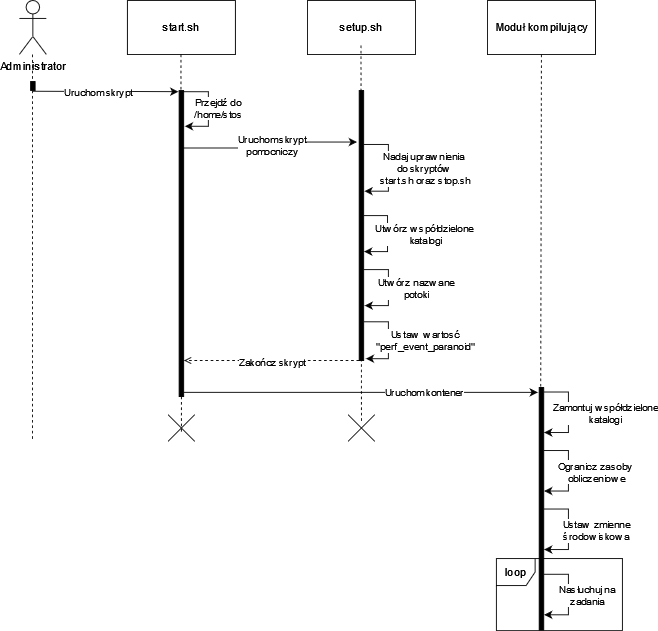 start.sh
setup.sh
Moduł kompilujący
Administrator
Uruchom skrypt
Przejdź do
/home/stos
Uruchom skrypt
pomocniczy
Nadaj uprawnienia
do skryptów
start.sh oraz stop.sh
Utwórz współdzielone
katalogi
Utwórz nazwane
potoki
Ustaw wartość
"perf_event_paranoid"
Zakończ skrypt
Uruchom kontener
Zamontuj współdzielone
katalogi
Ogranicz zasoby
obliczeniowe
Ustaw zmienne
środowiskowa
loop
Nasłuchuj na
zadania